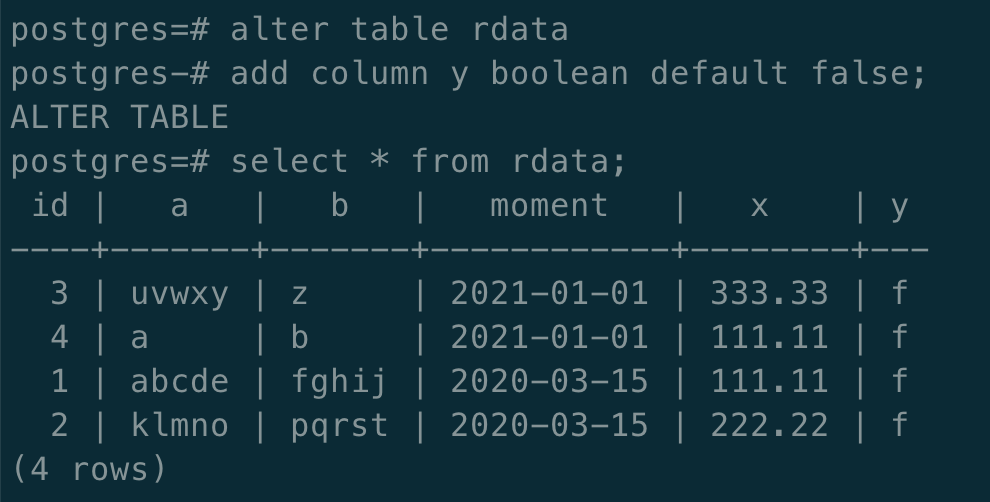 postgres=# alter table rdata
postgres-# add column y boolean default false;
ALTER TABLE
postgres=# select * from rdata;
 id |   a   |   b   |   moment   |   x    | y
----+-------+-------+------------+--------+---
  3 | uvwxy | z     | 2021-01-01 | 333.33 | f
  4 | a     | b     | 2021-01-01 | 111.11 | f
  1 | abcde | fghij | 2020-03-15 | 111.11 | f
  2 | klmno | pqrst | 2020-03-15 | 222.22 | f
(4 rows)